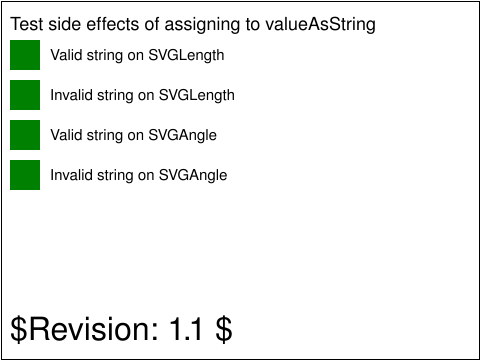 Test side effects of assigning to valueAsString
Valid string on SVGLength
Invalid string on SVGLength
Valid string on SVGAngle
Invalid string on SVGAngle
$Revision: 1.1 $